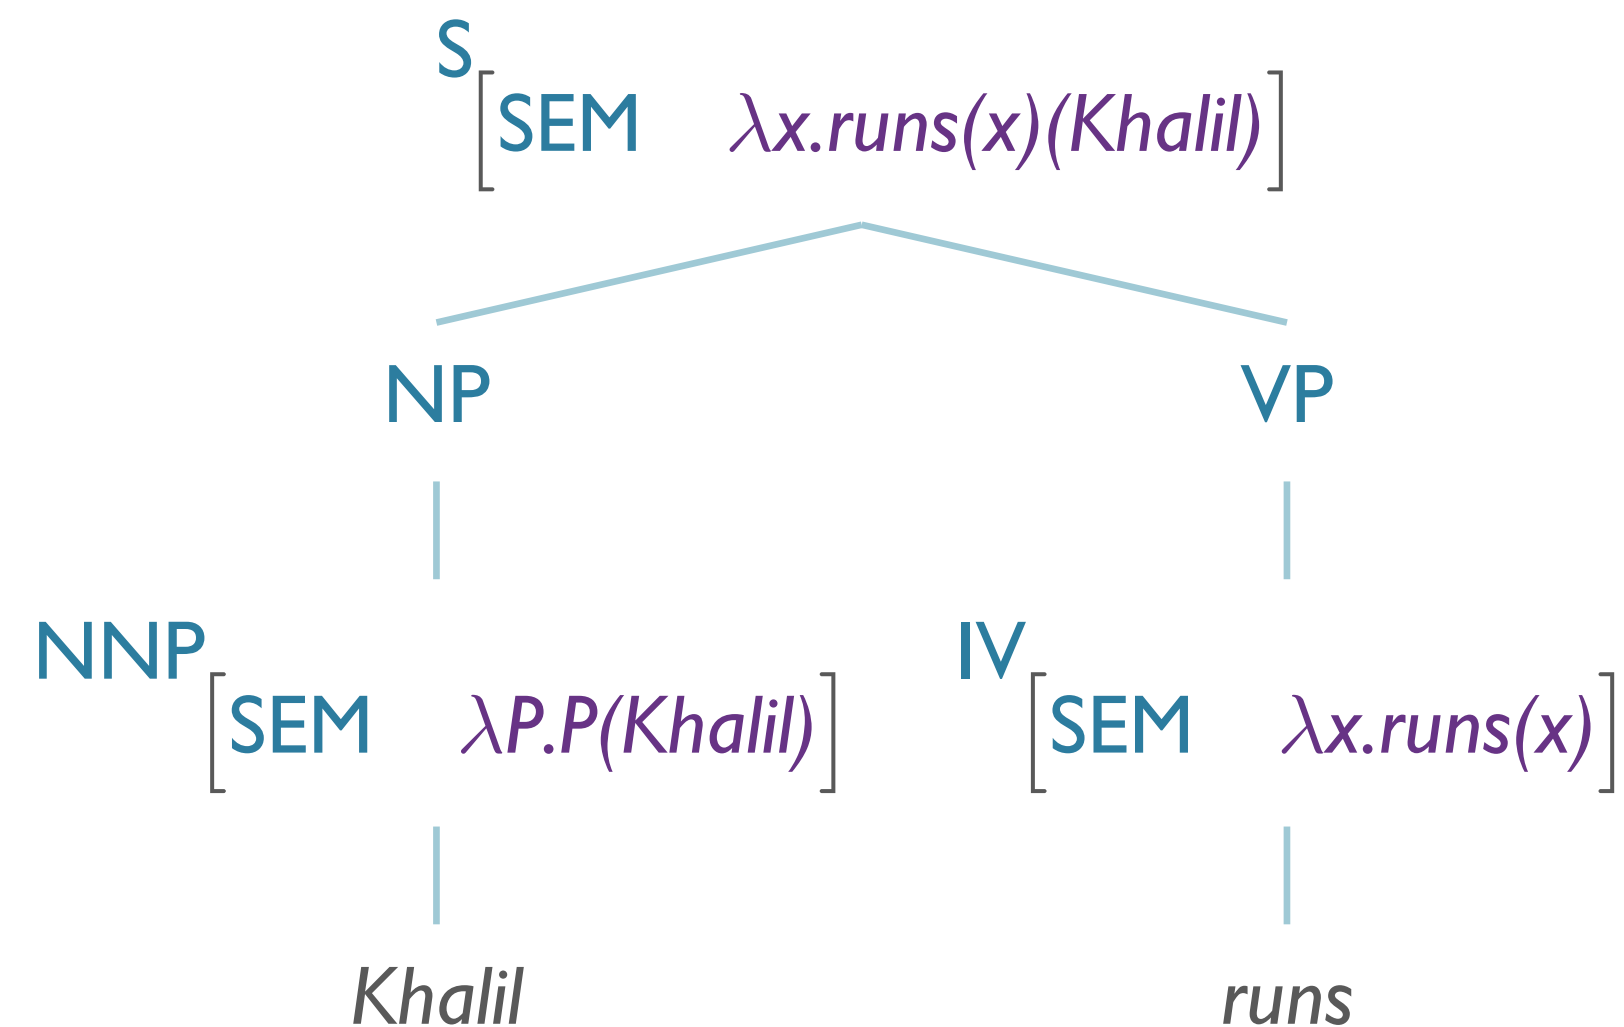 S
[SEM λx.runs(x)(Khalil)]
NP VP
NNP IV
[SEM λP.P(Khalil)] [SEM λx.runs(x)]
Khalil runs